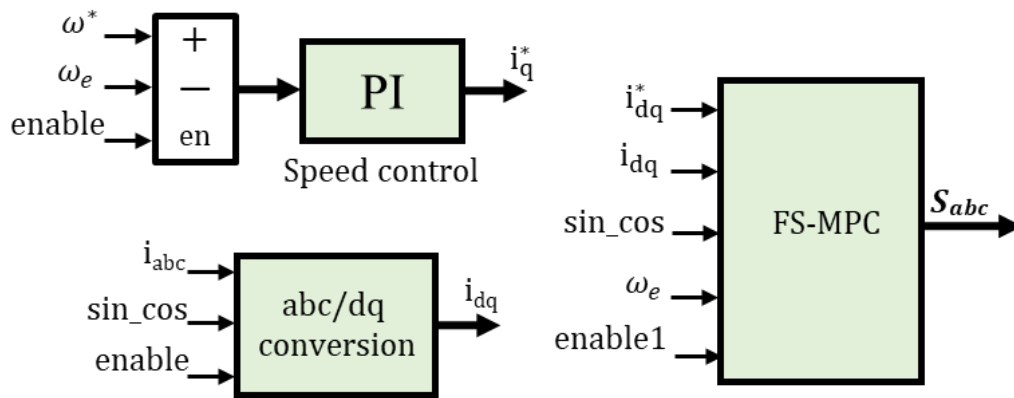 ω*
+
ωₑ
−
enable
en
PI
i*q
Speed control
iabc
sin_cos
enable
abc/dq
conversion
idq
i*dq
idq
sin_cos
ωₑ
enable1
FS-MPC
Sabc